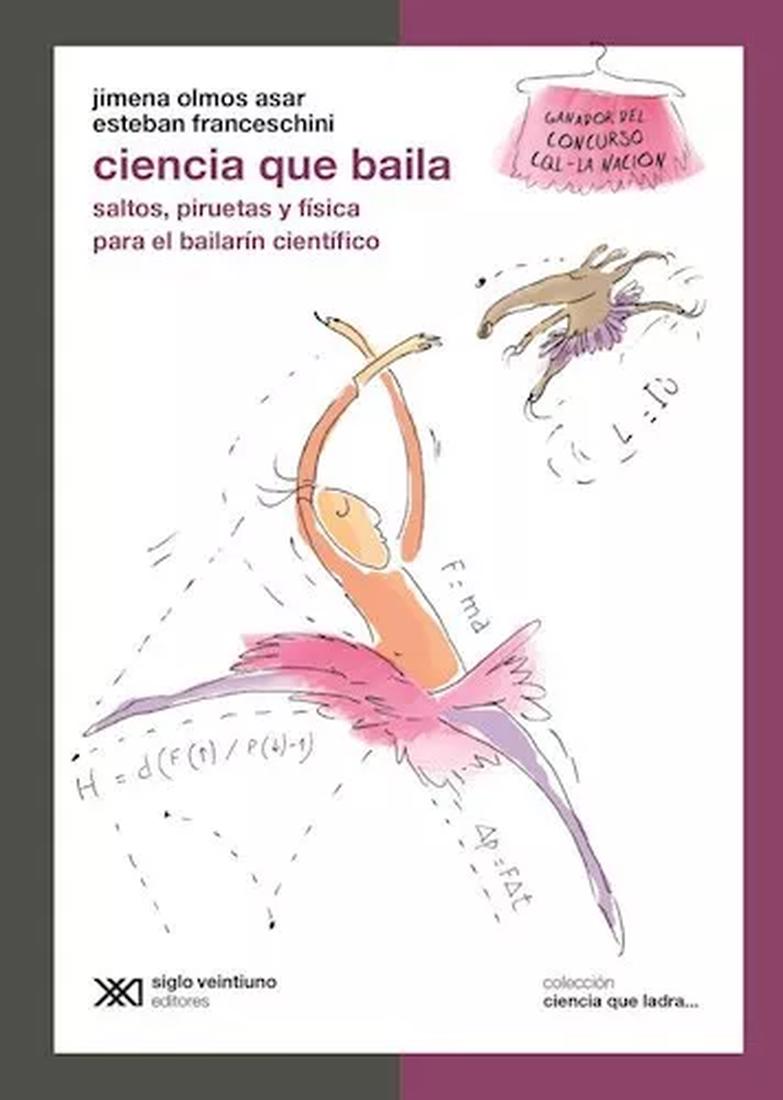 jimena olmos asar
esteban franceschini
ciencia que baila
saltos, piruetas y física
para el bailarín científico
GANADOR DEL
CONCURSO
CQL-LA NACION
L = Iω
F = ma
H = d(F(↑) / P(↓)-1)
Δp = FΔt
siglo veintiuno
editores
colección
ciencia que ladra...